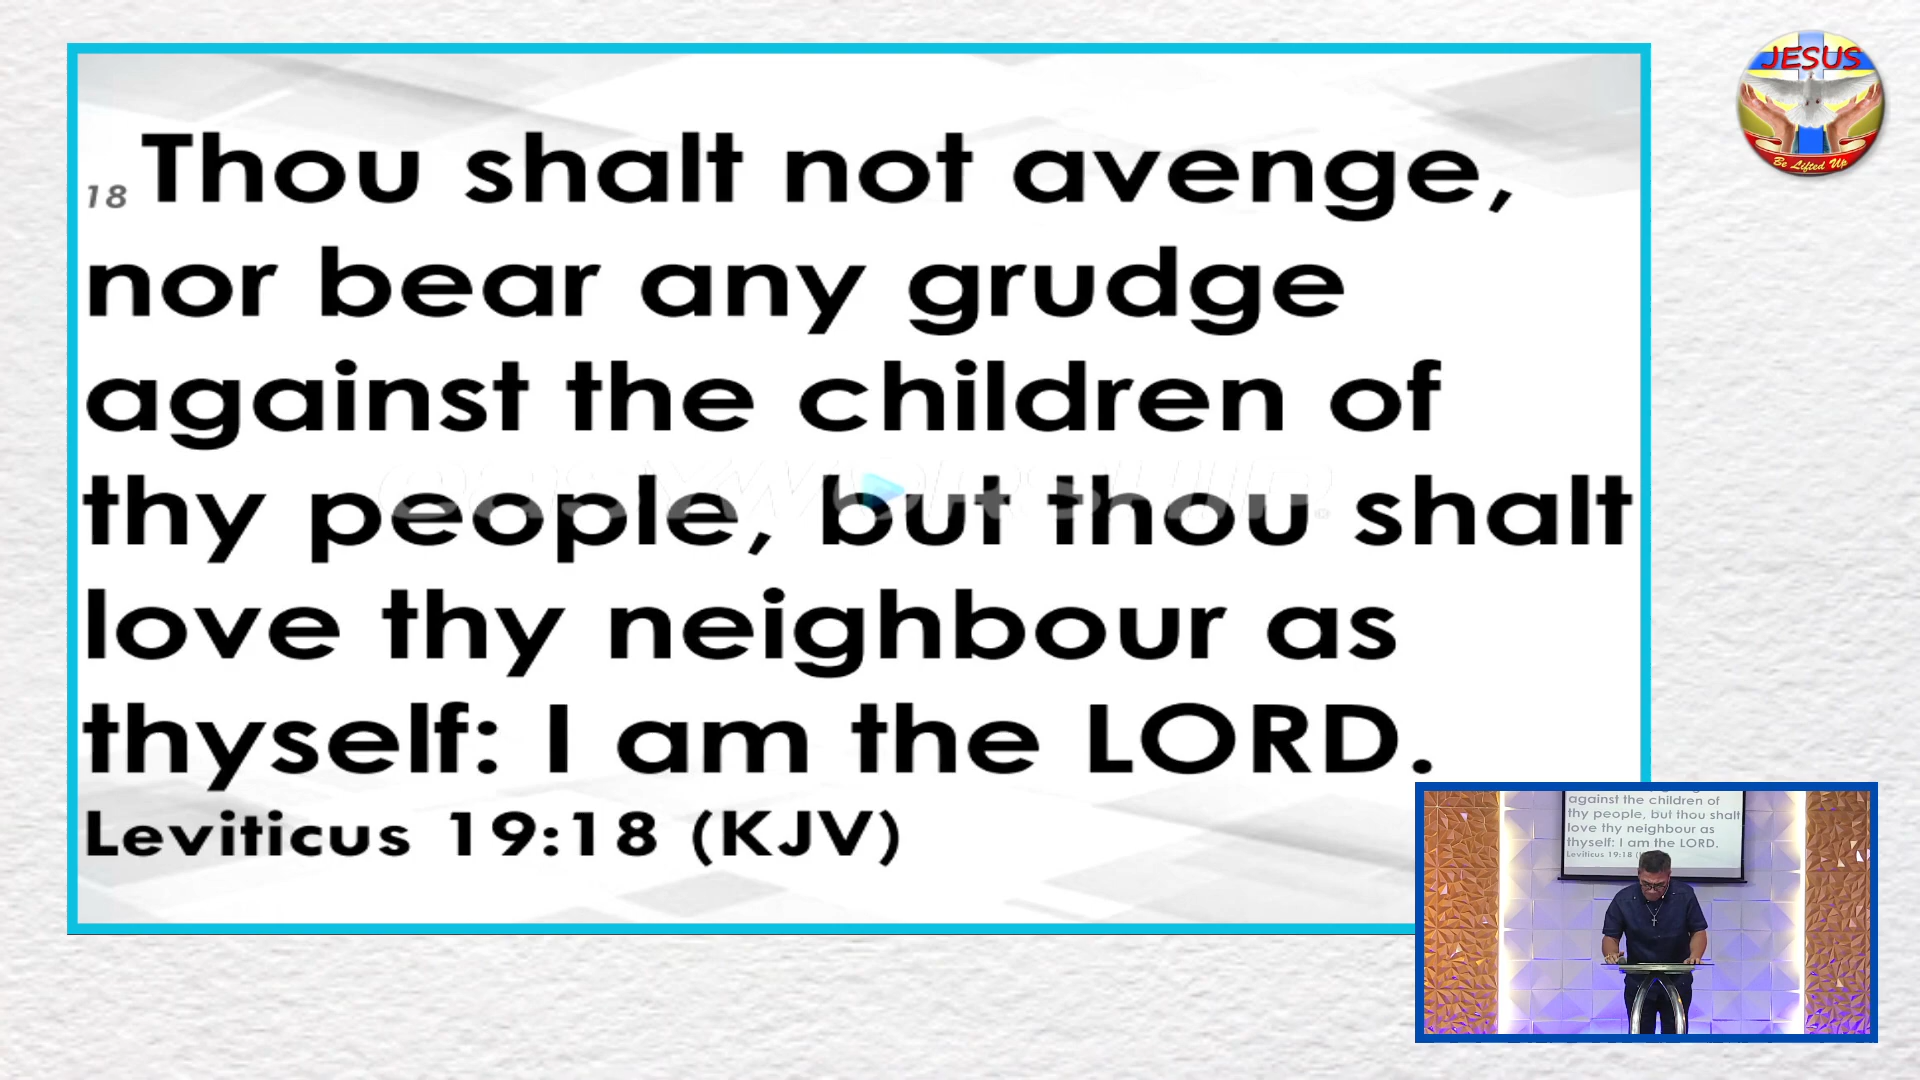 18 Thou shalt not avenge,
nor bear any grudge
against the children of
thy people, but thou shalt
love thy neighbour as
thyself: I am the LORD.
Leviticus 19:18 (KJV)
JESUS
Be Lifted Up
against the children of
thy people, but thou shalt
love thy neighbour as
thyself: I am the LORD.
Leviticus 19:18